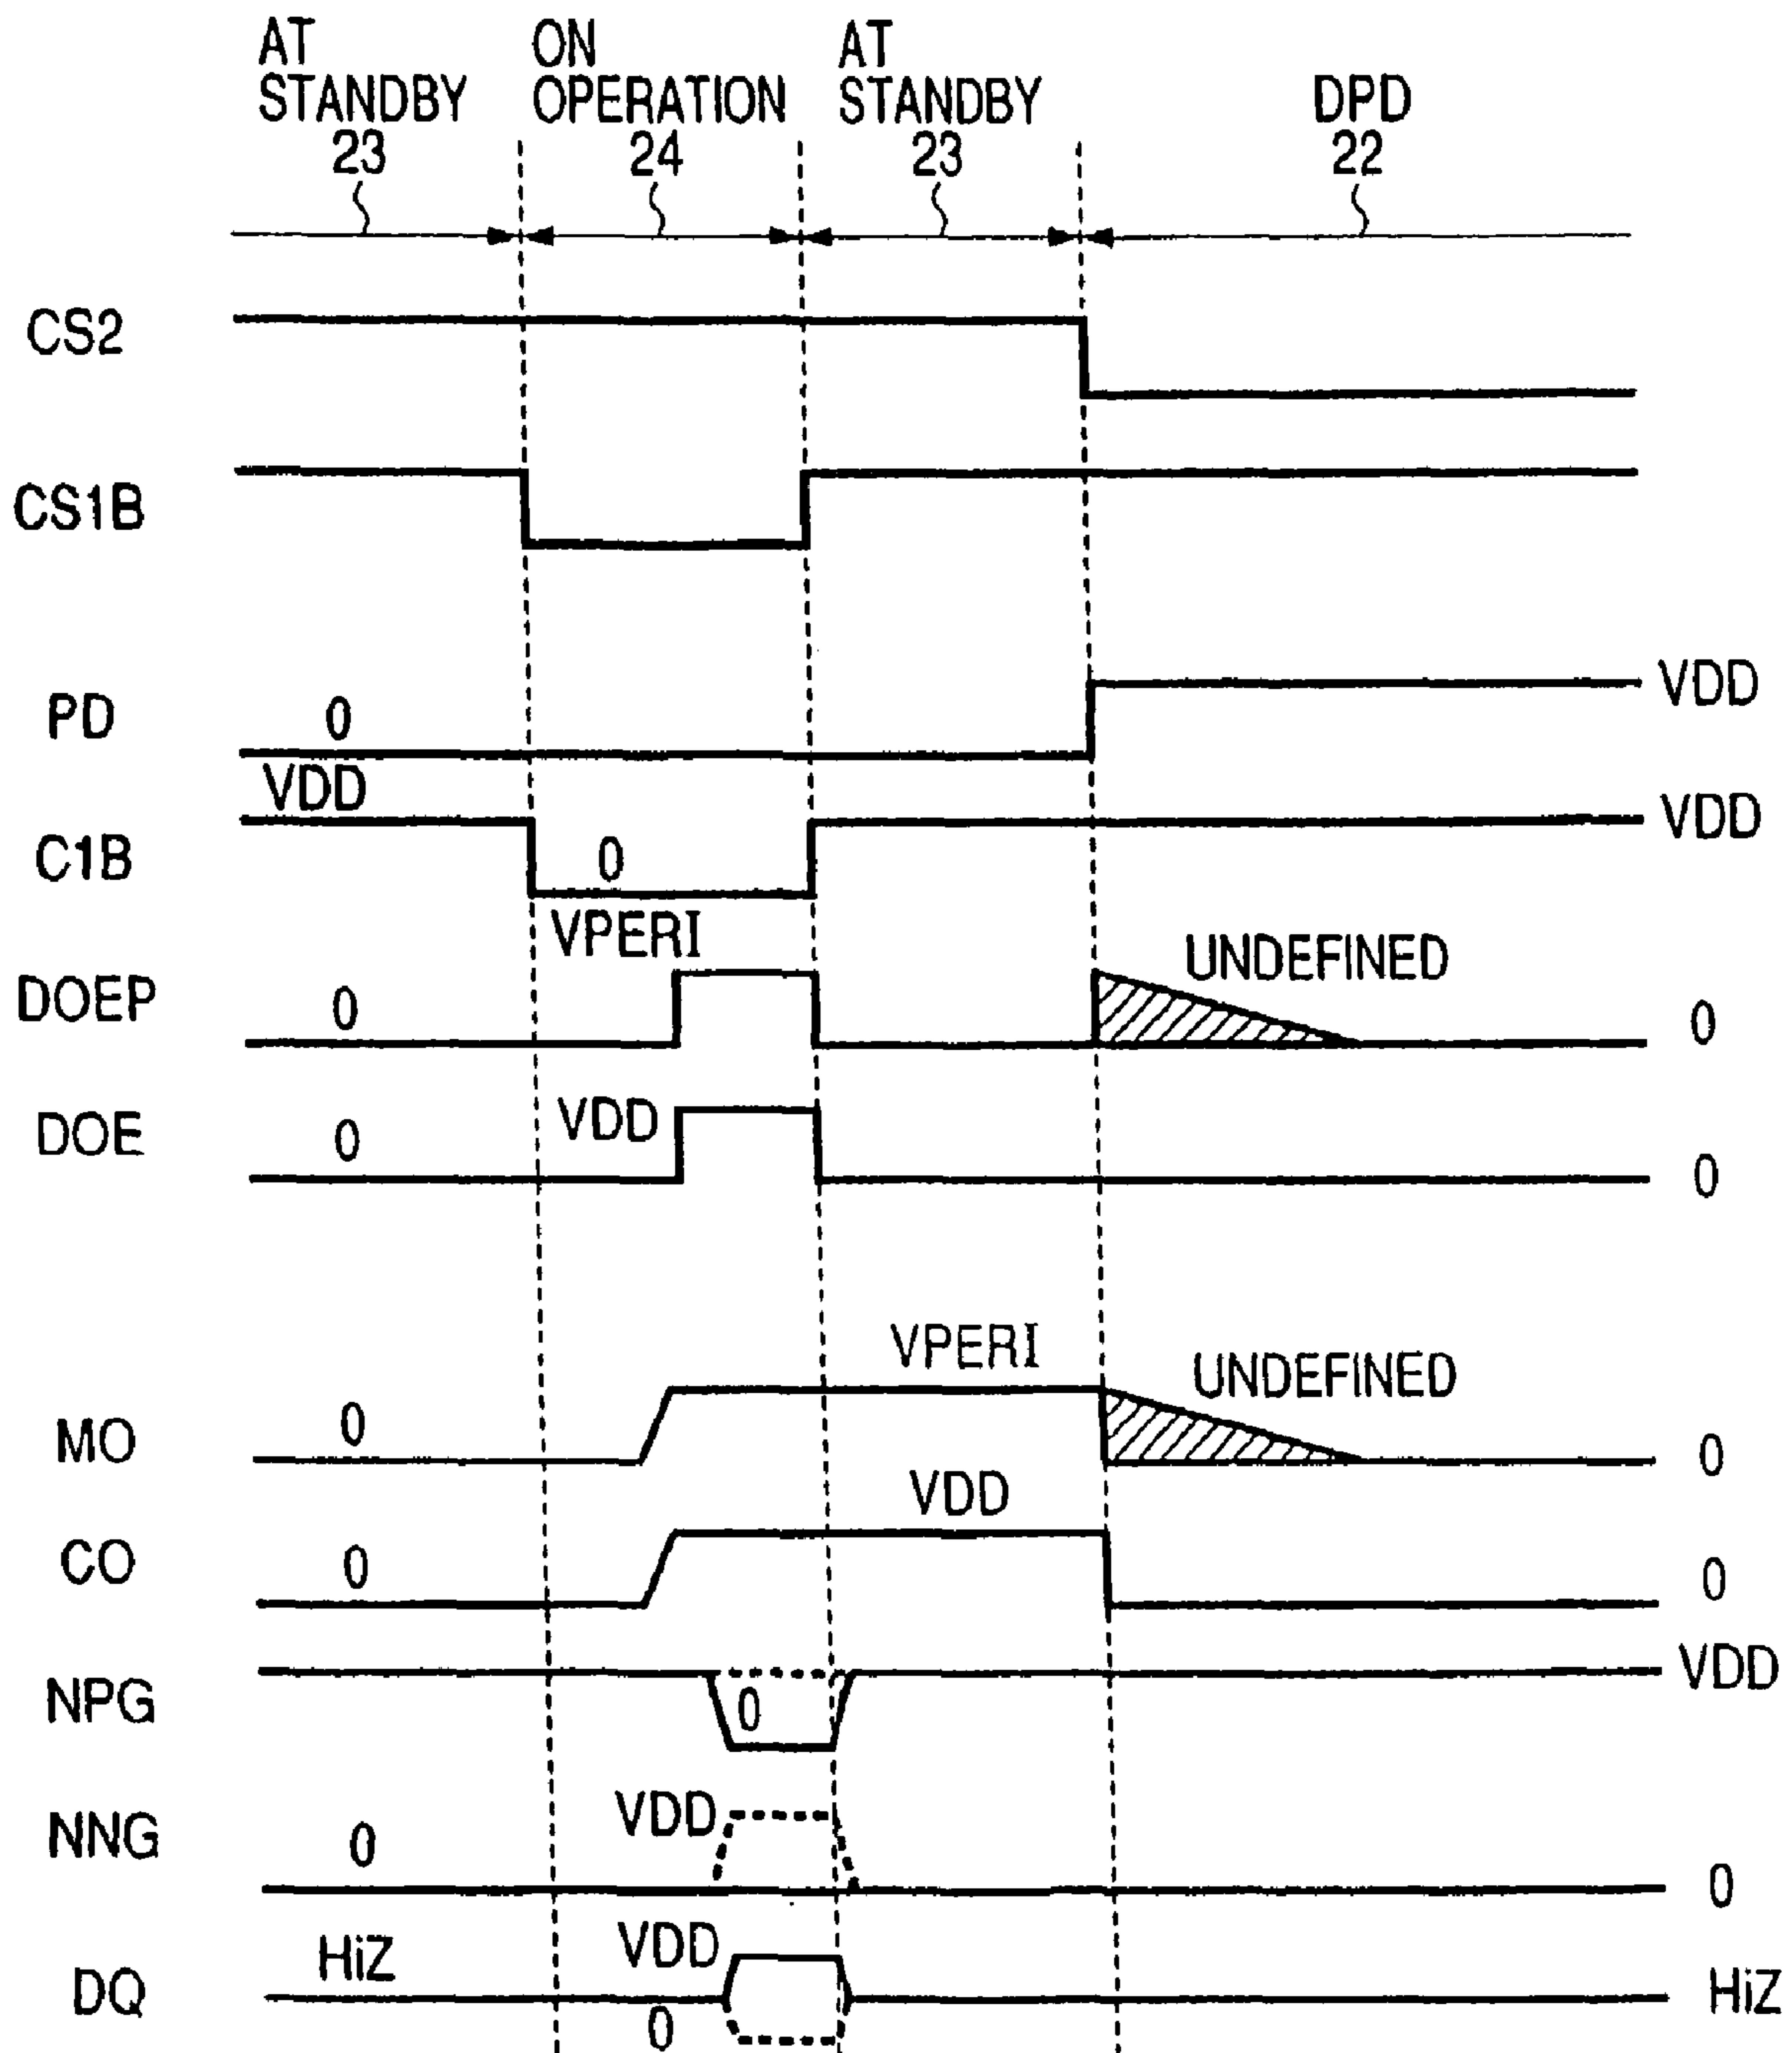 AT
STANDBY
23
ON
OPERATION
24
AT
STANDBY
23
DPD
22
CS2
CS1B
PD
0
VDD
C1B
VDD
0
VDD
DOEP
0
VPERI
UNDEFINED
0
DOE
0
VDD
0
MO
0
VPERI
UNDEFINED
0
CO
0
VDD
0
NPG
0
VDD
NNG
0
VDD
0
DQ
HiZ
VDD
0
HiZ